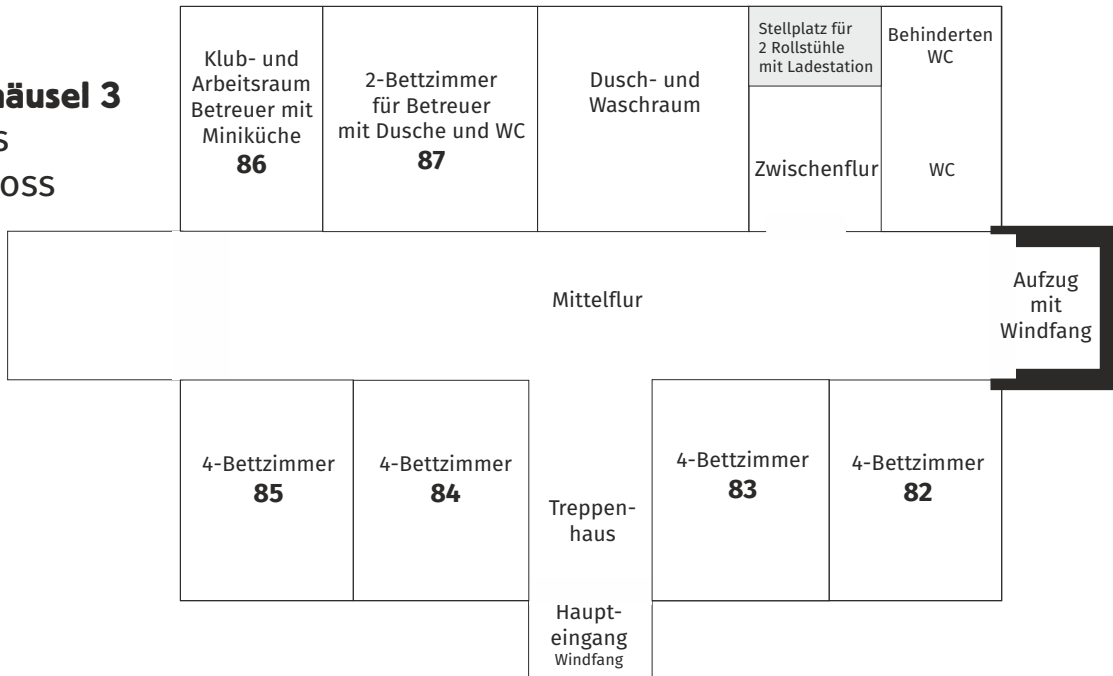 häusel 3
s
oss
Klub- und
Arbeitsraum
Betreuer mit
Miniküche
86
2-Bettzimmer
für Betreuer
mit Dusche und WC
87
Dusch- und
Waschraum
Stellplatz für
2 Rollstühle
mit Ladestation
Zwischenflur
Behinderten
WC
WC
Mittelflur
Aufzug
mit
Windfang
4-Bettzimmer
85
4-Bettzimmer
84
Treppen-
haus
4-Bettzimmer
83
4-Bettzimmer
82
Haupt-
eingang
Windfang